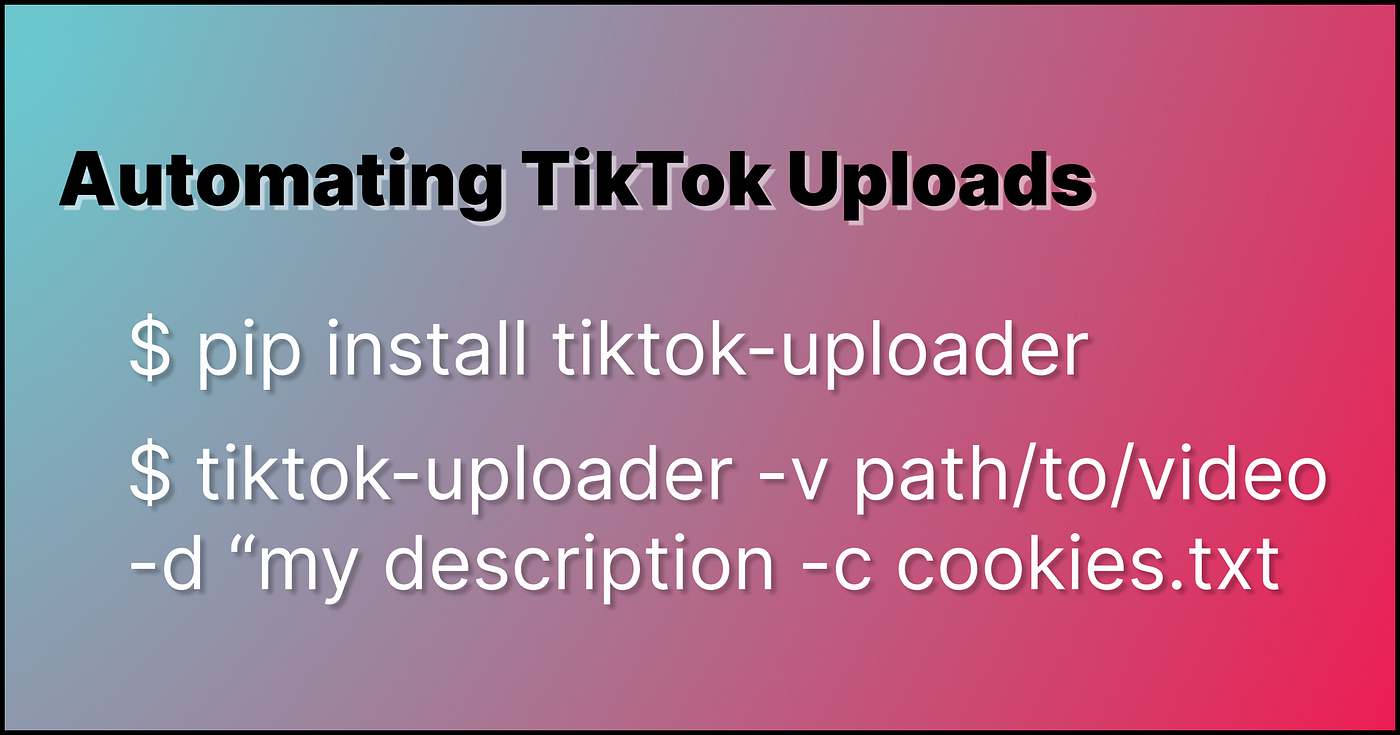 Automating TikTok Uploads
$ pip install tiktok-uploader
$ tiktok-uploader -v path/to/video
-d “my description -c cookies.txt